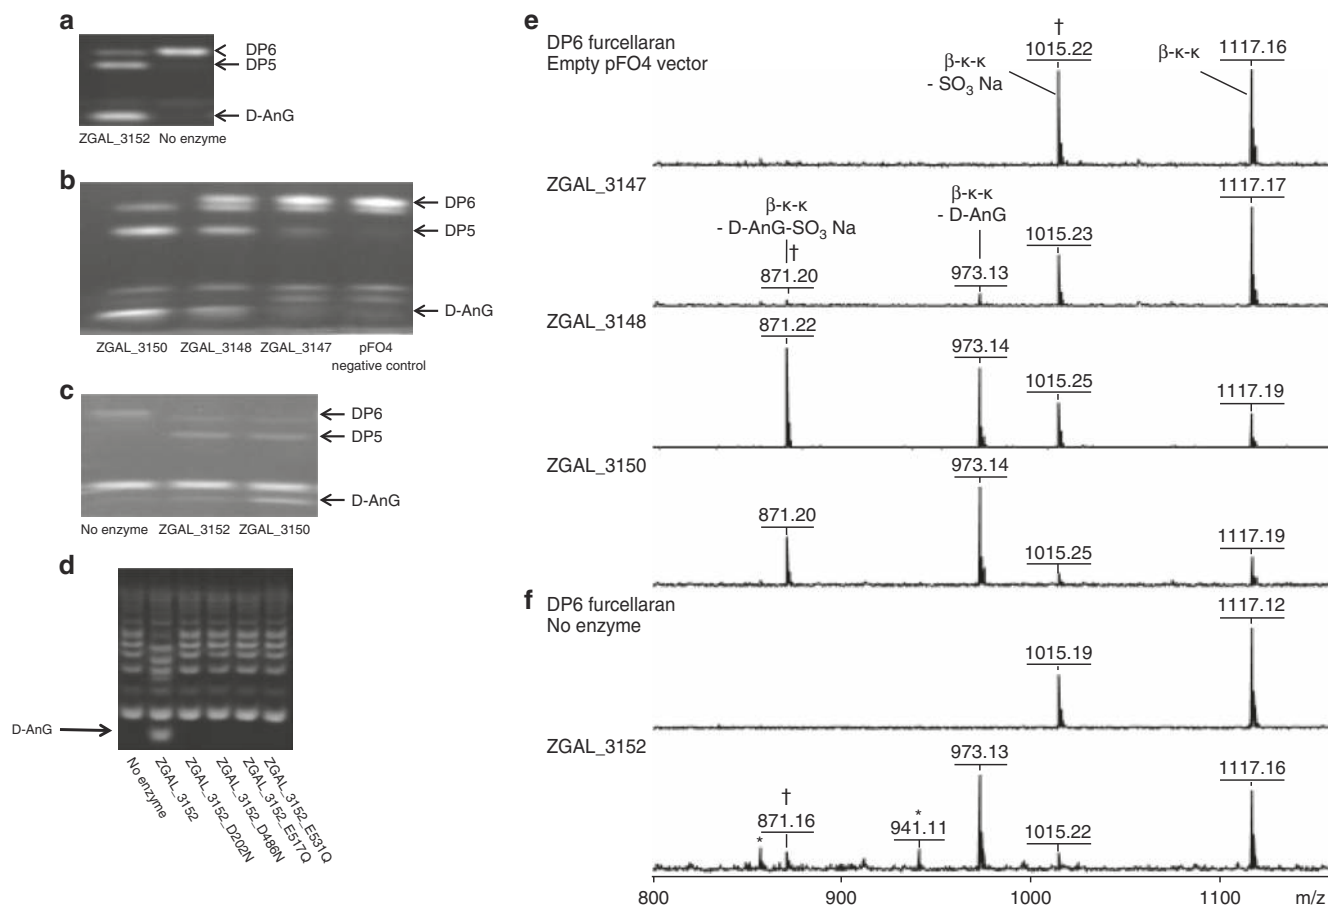 a
DP6
DP5
D-AnG
ZGAL_3152 No enzyme
b
DP6
DP5
D-AnG
ZGAL_3150 ZGAL_3148 ZGAL_3147 pFO4
negative control
c
DP6
DP5
D-AnG
No enzyme ZGAL_3152 ZGAL_3150
d
D-AnG
No enzyme
ZGAL_3152
ZGAL_3152_D202N
ZGAL_3152_D486N
ZGAL_3152_E517Q
ZGAL_3152_E531Q
e
DP6 furcellaran
Empty pFO4 vector
β-κ-κ
- SO₃ Na
†
1015.22
β-κ-κ
1117.16
ZGAL_3147
β-κ-κ
- D-AnG-SO₃ Na
†
871.20
β-κ-κ
- D-AnG
973.13
1015.23
1117.17
ZGAL_3148
871.22
973.14
1015.25
1117.19
ZGAL_3150
871.20
973.14
1015.25
1117.19
f
DP6 furcellaran
No enzyme
1015.19
1117.12
ZGAL_3152
*
†
871.16
*
941.11
973.13
1015.22
1117.16
800 900 1000 1100 m/z